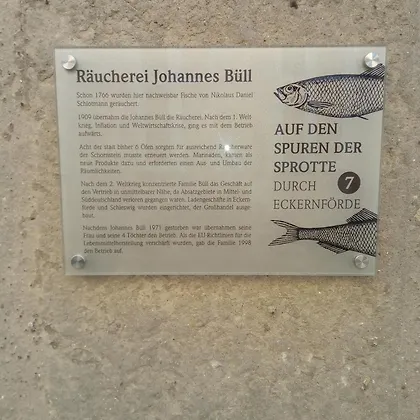 Räucherei Johannes Büll
Schon 1766 wurden hier nachweisbar Fische von Nikolaus Daniel
Schiotmann geräuchert.
1909 übernahm die Johannes Büll die Räucherei. Nach dem 1. Welt
krieg, Inflation und Weltwirtschaftskrise, ging es mit dem Betrieb
aufwärts.
Acht des statt bisher 6 Öfen sorgten für ausreichend Räucherware
der Schornstein musste erneuert werden. Marinaden, kamen als
neue Produkte dazu und erforderten einen Aus- und Umbau der
Räumlichkeiten.
Nach dem 2. Weltkrieg konzentrierte Familie Büll das Geschäft auf
den Vertrieb in unmittelbarer Nähe, da Absatzgebiete in Mittel- und
Süddeutschland verloren gegangen waren. Ladengeschäfte in Eckern-
förde und Schleswig wurden eingerichtet, der Großhandel ausge-
baut.
Nachdem Johannes Büll 1971 gestorben war übernahmen seine
Frau und seine 4 Töchter den Betrieb. Als die EU-Richtlinien für die
Lebensmittelherstellung verschärft wurden, gab die Familie 1998
den Betrieb auf.
AUF DEN
SPUREN DER
SPROTTE
DURCH 7
ECKERNFÖRDE